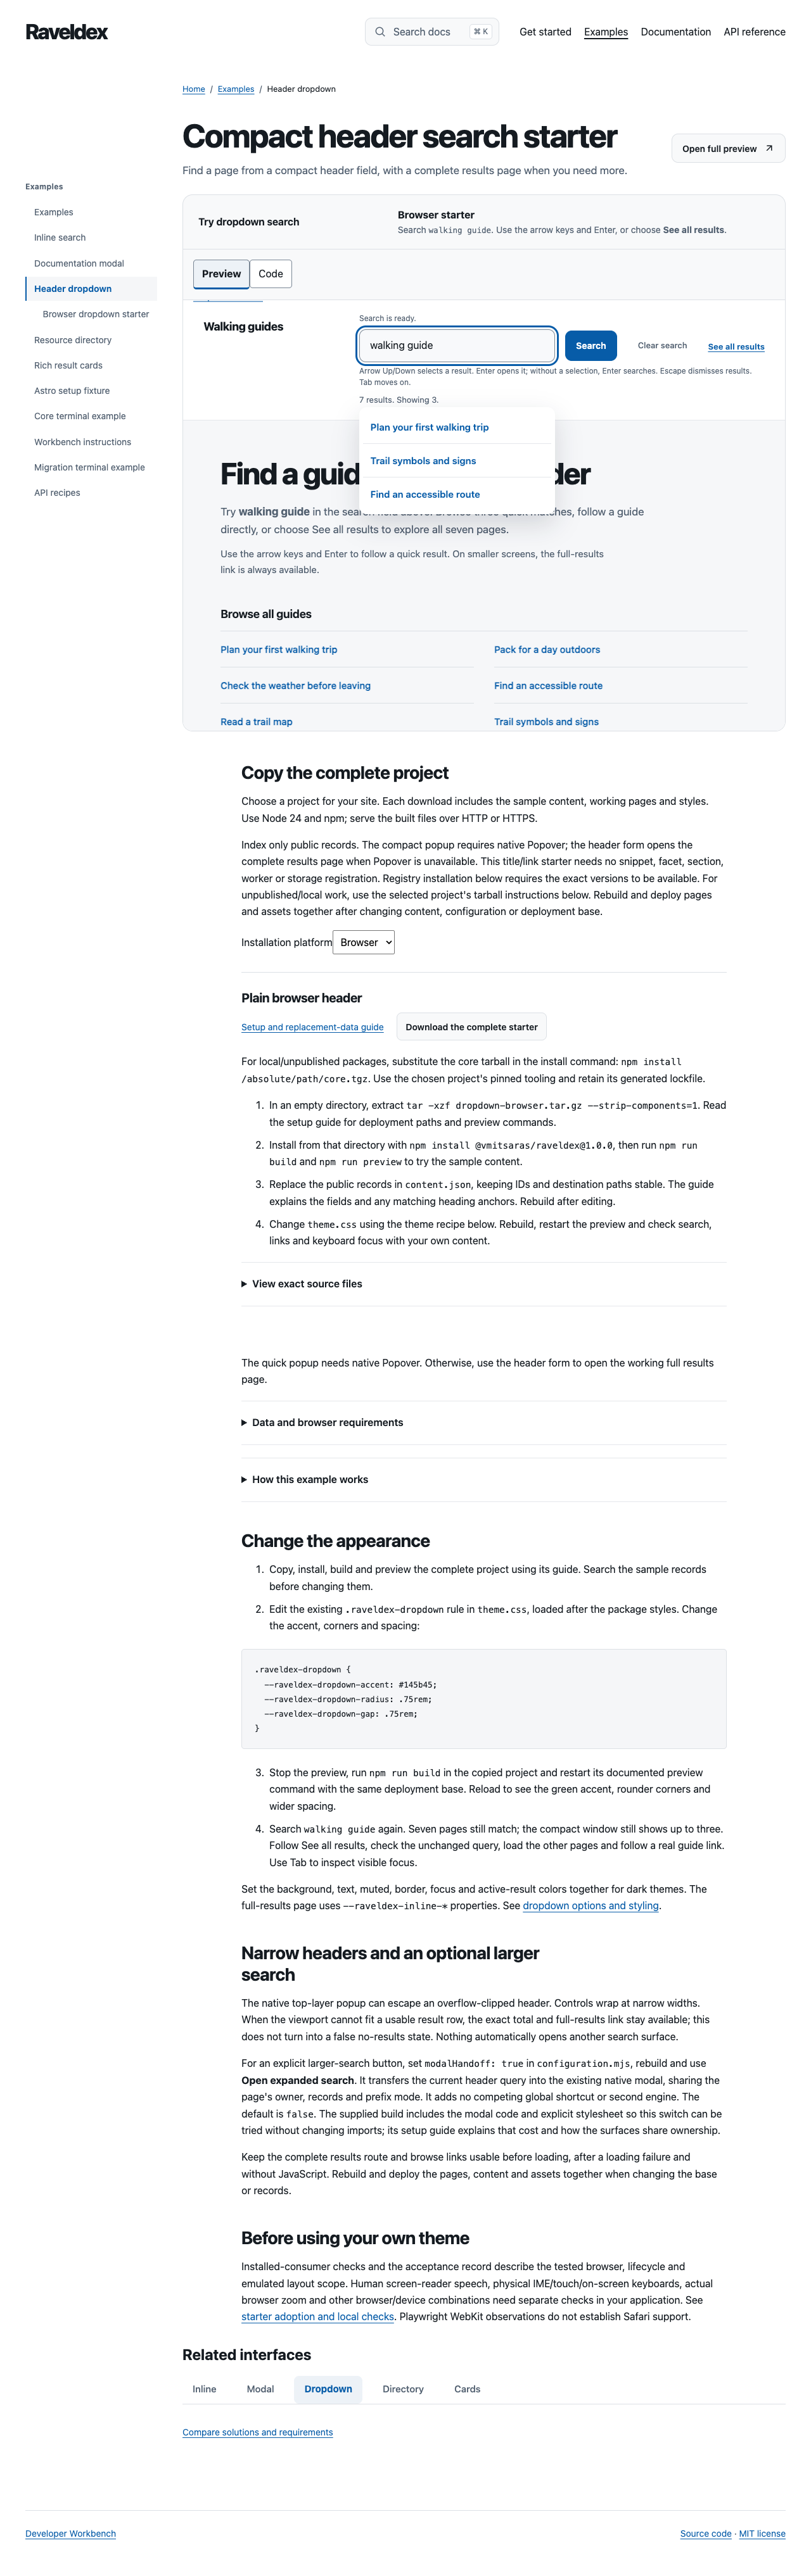 Raveldex
Search docs
⌘ K
Get started
Examples
Documentation
API reference
Home / Examples / Header dropdown
Compact header search starter
Find a page from a compact header field, with a complete results page when you need more.
Open full preview ↗
Examples
Examples
Inline search
Documentation modal
Header dropdown
Browser dropdown starter
Resource directory
Rich result cards
Astro setup fixture
Core terminal example
Workbench instructions
Migration terminal example
API recipes
Try dropdown search
Browser starter
Search walking guide. Use the arrow keys and Enter, or choose See all results.
Preview
Code
Walking guides
Search is ready.
walking guide
Search
Clear search
See all results
Arrow Up/Down selects a result. Enter opens it; without a selection, Enter searches. Escape dismisses results.
Tab moves on.
7 results. Showing 3.
Plan your first walking trip
Trail symbols and signs
Find an accessible route
Find a guid
der
Try walking guide in the
matches, follow a guide
directly, or choose See all results to explore all seven pages.
Use the arrow keys and Enter to follow a quick result. On smaller screens, the full-results
link is always available.
Browse all guides
Plan your first walking trip
Pack for a day outdoors
Check the weather before leaving
Find an accessible route
Read a trail map
Trail symbols and signs
Copy the complete project
Choose a project for your site. Each download includes the sample content, working pages and styles.
Use Node 24 and npm; serve the built files over HTTP or HTTPS.
Index only public records. The compact popup requires native Popover; the header form opens the
complete results page when Popover is unavailable. This title/link starter needs no snippet, facet, section,
worker or storage registration. Registry installation below requires the exact versions to be available. For
unpublished/local work, use the selected project's tarball instructions below. Rebuild and deploy pages
and assets together after changing content, configuration or deployment base.
Installation platform Browser
Plain browser header
Setup and replacement-data guide
Download the complete starter
For local/unpublished packages, substitute the core tarball in the install command: npm install
/absolute/path/core.tgz. Use the chosen project's pinned tooling and retain its generated lockfile.
1. In an empty directory, extract tar -xzf dropdown-browser.tar.gz --strip-components=1. Read
the setup guide for deployment paths and preview commands.
2. Install from that directory with npm install @vmitsaras/raveldex@1.0.0, then run npm run
build and npm run preview to try the sample content.
3. Replace the public records in content.json, keeping IDs and destination paths stable. The guide
explains the fields and any matching heading anchors. Rebuild after editing.
4. Change theme.css using the theme recipe below. Rebuild, restart the preview and check search,
links and keyboard focus with your own content.
▶ View exact source files
The quick popup needs native Popover. Otherwise, use the header form to open the working full results
page.
▶ Data and browser requirements
▶ How this example works
Change the appearance
1. Copy, install, build and preview the complete project using its guide. Search the sample records
before changing them.
2. Edit the existing .raveldex-dropdown rule in theme.css, loaded after the package styles. Change
the accent, corners and spacing:
.raveldex-dropdown {
--raveldex-dropdown-accent: #145b45;
--raveldex-dropdown-radius: .75rem;
--raveldex-dropdown-gap: .75rem;
}
3. Stop the preview, run npm run build in the copied project and restart its documented preview
command with the same deployment base. Reload to see the green accent, rounder corners and
wider spacing.
4. Search walking guide again. Seven pages still match; the compact window still shows up to three.
Follow See all results, check the unchanged query, load the other pages and follow a real guide link.
Use Tab to inspect visible focus.
Set the background, text, muted, border, focus and active-result colors together for dark themes. The
full-results page uses --raveldex-inline-* properties. See dropdown options and styling.
Narrow headers and an optional larger
search
The native top-layer popup can escape an overflow-clipped header. Controls wrap at narrow widths.
When the viewport cannot fit a usable result row, the exact total and full-results link stay available; this
does not turn into a false no-results state. Nothing automatically opens another search surface.
For an explicit larger-search button, set modalHandoff: true in configuration.mjs, rebuild and use
Open expanded search. It transfers the current header query into the existing native modal, sharing the
page's owner, records and prefix mode. It adds no competing global shortcut or second engine. The
default is false. The supplied build includes the modal code and explicit stylesheet so this switch can be
tried without changing imports; its setup guide explains that cost and how the surfaces share ownership.
Keep the complete results route and browse links usable before loading, after a loading failure and
without JavaScript. Rebuild and deploy the pages, content and assets together when changing the base
or records.
Before using your own theme
Installed-consumer checks and the acceptance record describe the tested browser, lifecycle and
emulated layout scope. Human screen-reader speech, physical IME/touch/on-screen keyboards, actual
browser zoom and other browser/device combinations need separate checks in your application. See
starter adoption and local checks. Playwright WebKit observations do not establish Safari support.
Related interfaces
Inline
Modal
Dropdown
Directory
Cards
Compare solutions and requirements
Developer Workbench
Source code · MIT license